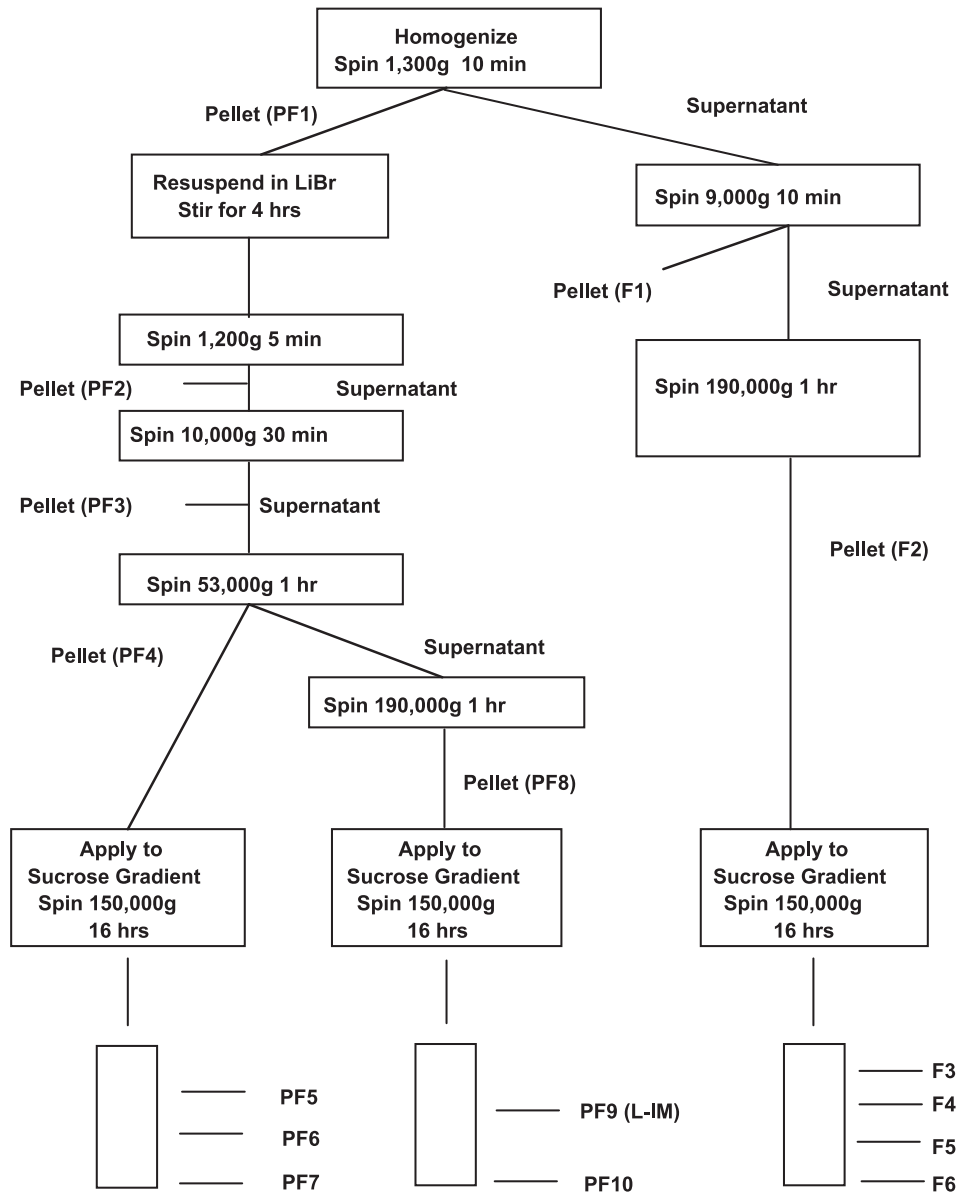 Homogenize
Spin 1,300g 10 min
Pellet (PF1)
Supernatant
Resuspend in LiBr
Stir for 4 hrs
Spin 9,000g 10 min
Pellet (F1)
Supernatant
Spin 1,200g 5 min
Pellet (PF2)
Supernatant
Spin 190,000g 1 hr
Spin 10,000g 30 min
Pellet (PF3)
Supernatant
Pellet (F2)
Spin 53,000g 1 hr
Pellet (PF4)
Supernatant
Spin 190,000g 1 hr
Pellet (PF8)
Apply to
Sucrose Gradient
Spin 150,000g
16 hrs
Apply to
Sucrose Gradient
Spin 150,000g
16 hrs
Apply to
Sucrose Gradient
Spin 150,000g
16 hrs
PF5
PF6
PF7
PF9 (L-IM)
PF10
F3
F4
F5
F6